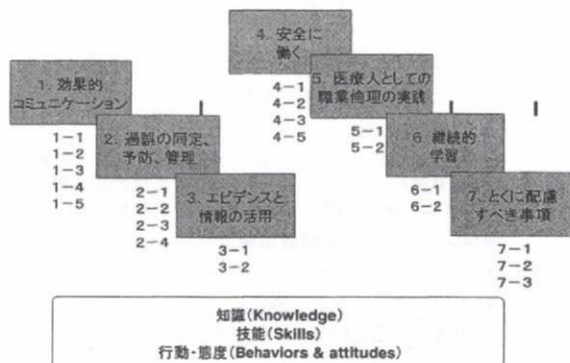 1. 効果的
コミュニケーション
1-1
1-2
1-3
1-4
1-5
2. 過誤の同定、
予防、管理
2-1
2-2
2-3
2-4
3. エビデンスと
情報の活用
3-1
3-2
4. 安全に
働く
4-1
4-2
4-3
4-5
5. 医療人としての
職業倫理の実践
5-1
5-2
6. 継続的
学習
6-1
6-2
7. とくに配慮
すべき事項
7-1
7-2
7-3
知識(Knowledge)
技能(Skills)
行動・態度(Behaviors & attitudes)